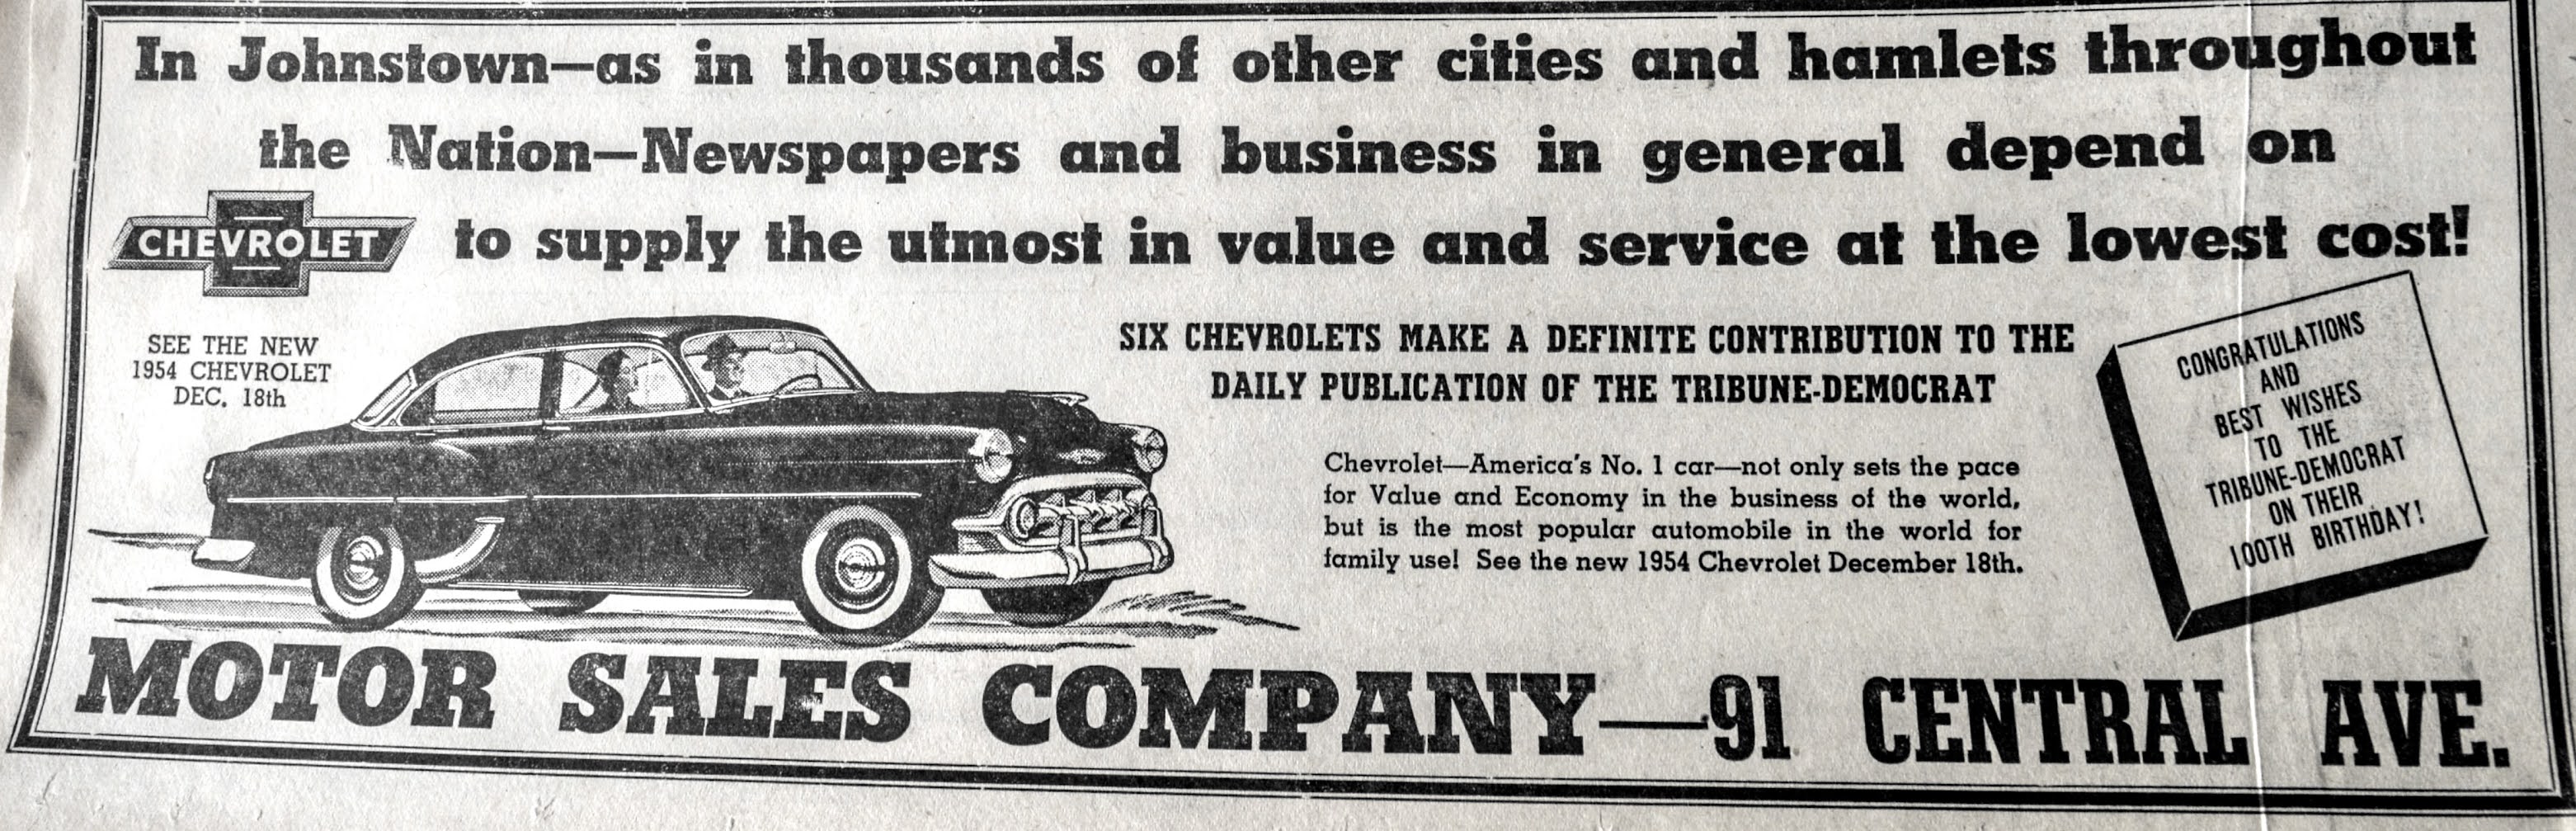 In Johnstown—as in thousands of other cities and hamlets throughout
the Nation—Newspapers and business in general depend on
CHEVROLET to supply the utmost in value and service at the lowest cost!
SEE THE NEW
1954 CHEVROLET
DEC. 18th
SIX CHEVROLETS MAKE A DEFINITE CONTRIBUTION TO THE
DAILY PUBLICATION OF THE TRIBUNE-DEMOCRAT
Chevrolet—America's No. 1 car—not only sets the pace
for Value and Economy in the business of the world,
but is the most popular automobile in the world for
family use! See the new 1954 Chevrolet December 18th.
CONGRATULATIONS
AND
BEST WISHES
TO THE
TRIBUNE-DEMOCRAT
ON THEIR
100TH BIRTHDAY!
MOTOR SALES COMPANY—91 CENTRAL AVE.